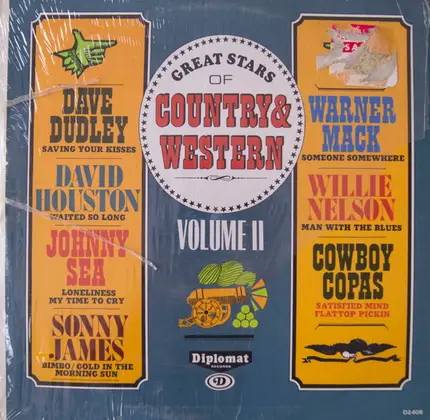 GREAT STARS
OF
COUNTRY &
WESTERN
VOLUME II
DAVE
DUDLEY
SAVING YOUR KISSES
DAVID
HOUSTON
WAITED SO LONG
JOHNNY
SEA
LONELINESS
MY TIME TO CRY
SONNY
JAMES
BIMBO/GOLD IN THE
MORNING SUN
WARNER
MACK
SOMEONE SOMEWHERE
WILLIE
NELSON
MAN WITH THE BLUES
COWBOY
COPAS
SATISFIED MIND
FLATTOP PICKIN
Diplomat
RECORDS
D
D2408